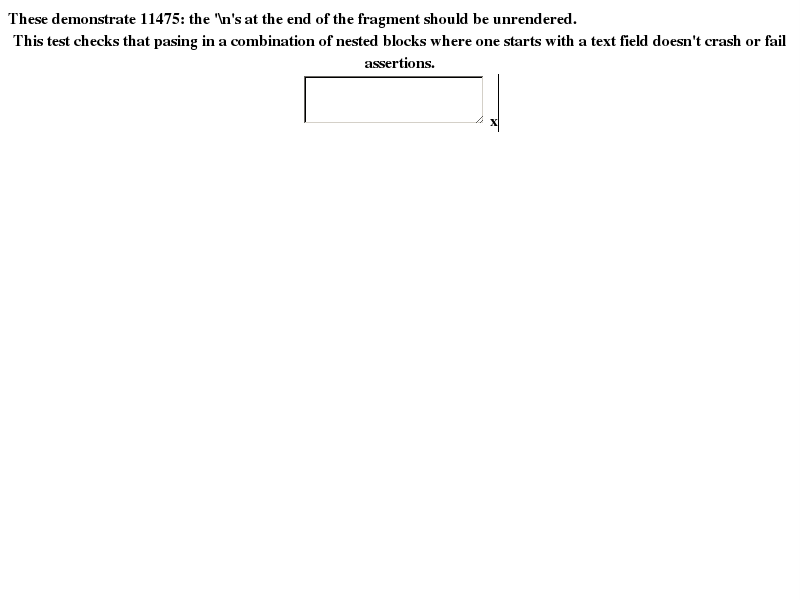 These demonstrate 11475: the '\n's at the end of the fragment should be unrendered.
This test checks that pasing in a combination of nested blocks where one starts with a text field doesn't crash or fail
assertions.
x